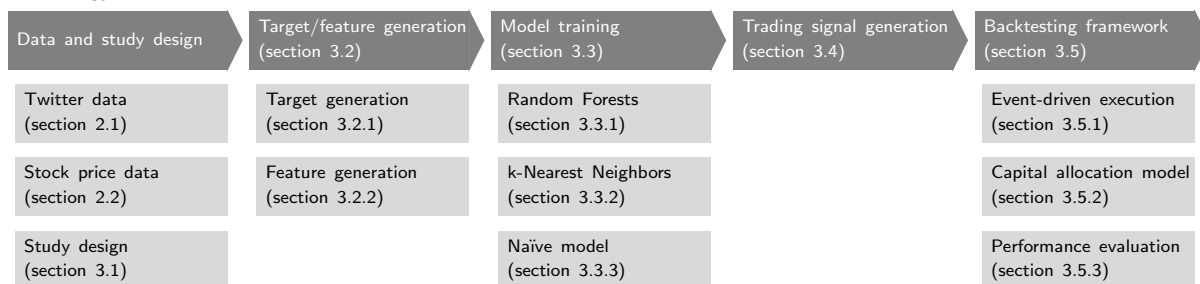 Data and study design
Target/feature generation
(section 3.2)
Model training
(section 3.3)
Trading signal generation
(section 3.4)
Backtesting framework
(section 3.5)
Twitter data
(section 2.1)
Stock price data
(section 2.2)
Study design
(section 3.1)
Target generation
(section 3.2.1)
Feature generation
(section 3.2.2)
Random Forests
(section 3.3.1)
k-Nearest Neighbors
(section 3.3.2)
Naïve model
(section 3.3.3)
Event-driven execution
(section 3.5.1)
Capital allocation model
(section 3.5.2)
Performance evaluation
(section 3.5.3)